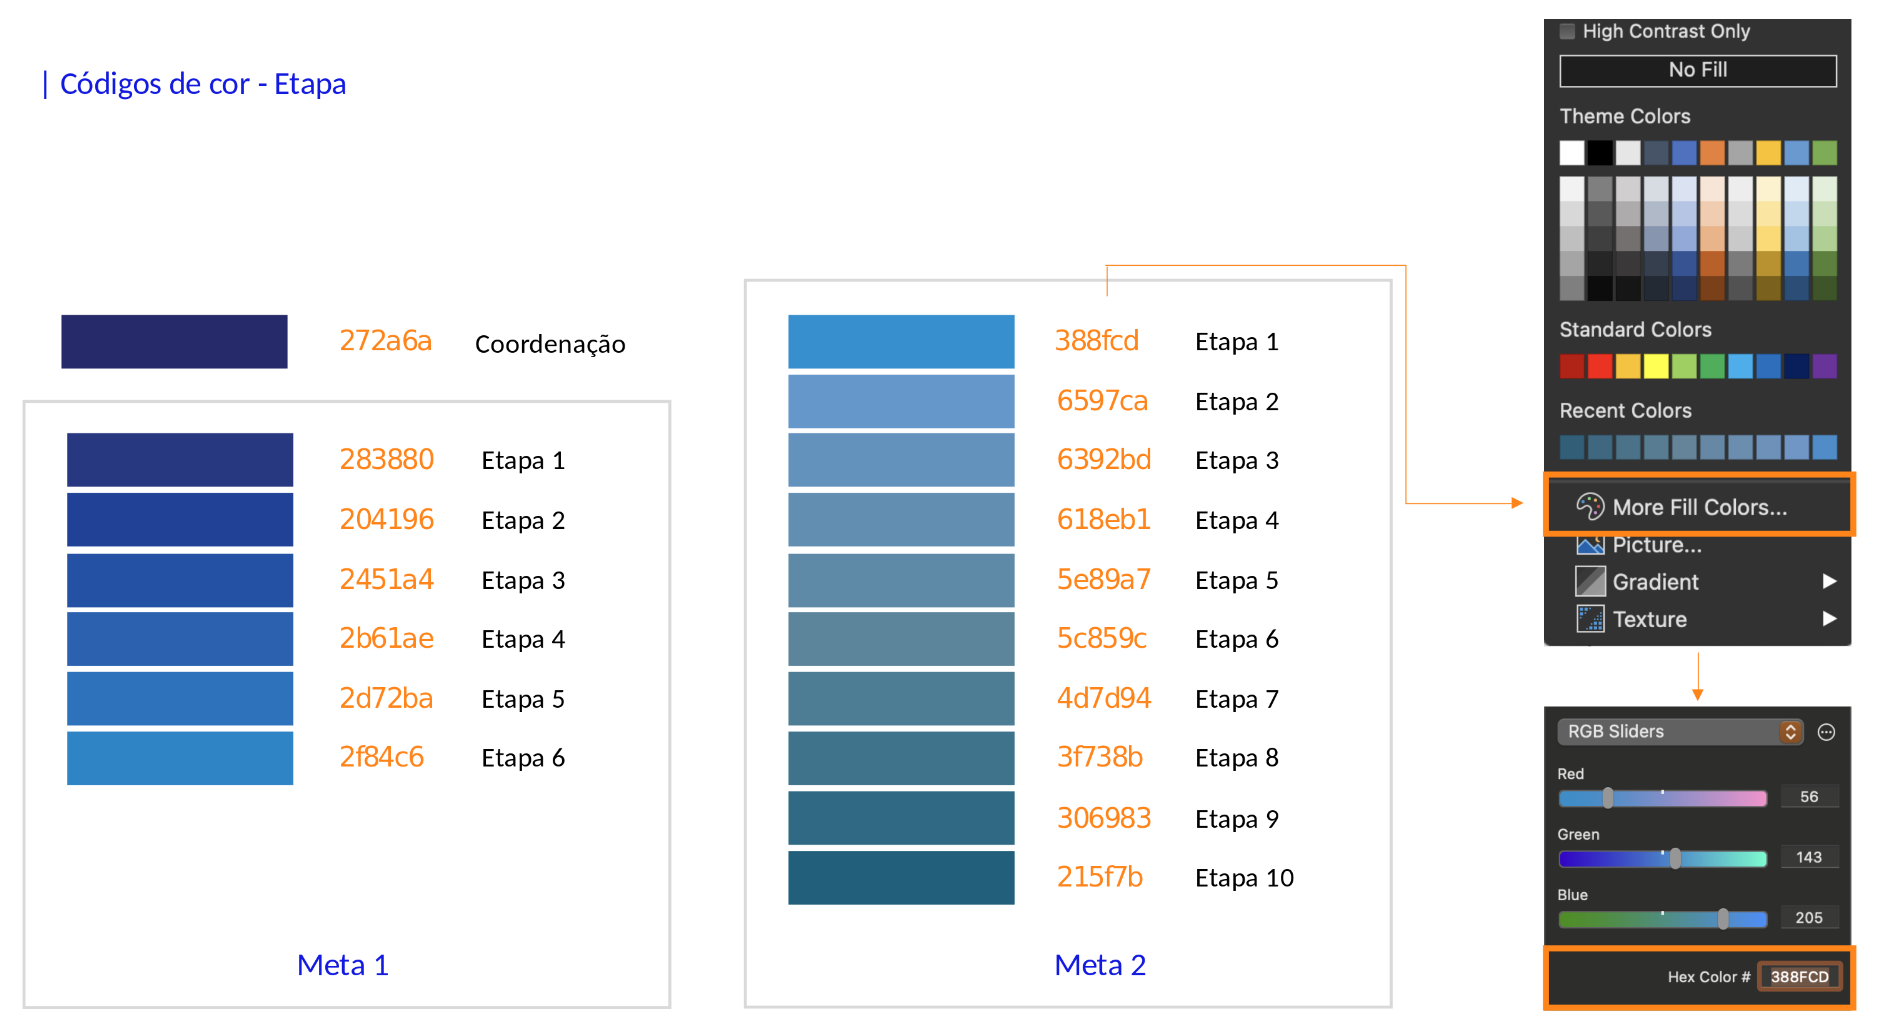 | Códigos de cor - Etapa
272a6a Coordenação
283880 Etapa 1
204196 Etapa 2
2451a4 Etapa 3
2b61ae Etapa 4
2d72ba Etapa 5
2f84c6 Etapa 6
Meta 1
388fcd Etapa 1
6597ca Etapa 2
6392bd Etapa 3
618eb1 Etapa 4
5e89a7 Etapa 5
5c859c Etapa 6
4d7d94 Etapa 7
3f738b Etapa 8
306983 Etapa 9
215f7b Etapa 10
Meta 2
High Contrast Only
No Fill
Theme Colors
Standard Colors
Recent Colors
More Fill Colors...
Picture...
Gradient
Texture
RGB Sliders
Red
56
Green
143
Blue
205
Hex Color # 388FCD